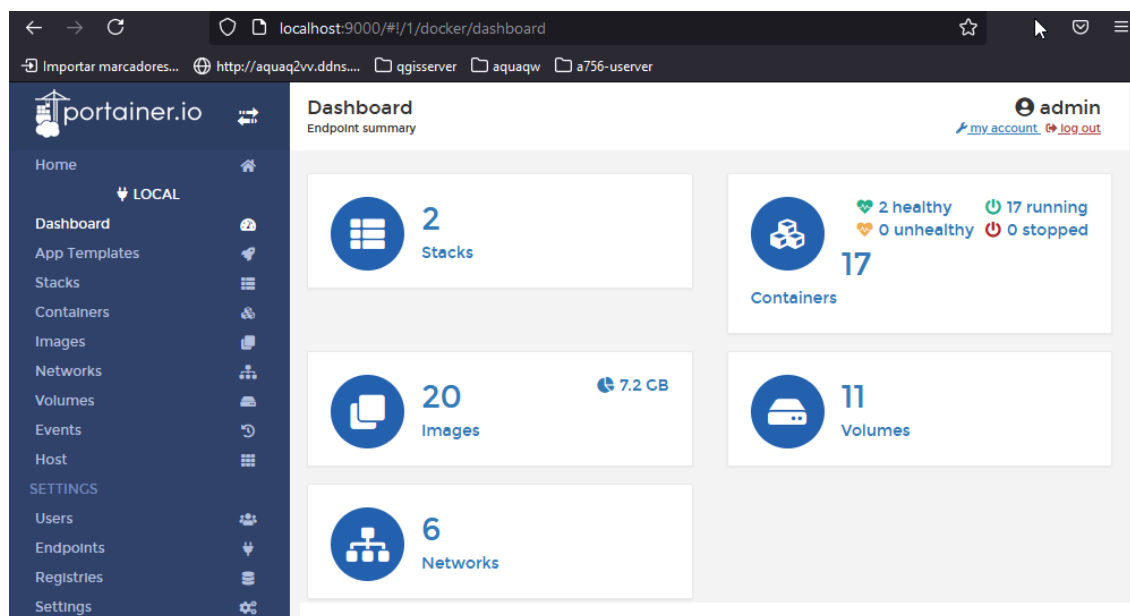 localhost:9000/#!/1/docker/dashboard
Importar marcadores... http://aquaq2vv.ddns.... qgisserver aquaqw a756-userver
portainer.io
Dashboard
Endpoint summary
admin
my account log out
Home
LOCAL
Dashboard
App Templates
Stacks
Containers
Images
Networks
Volumes
Events
Host
SETTINGS
Users
Endpoints
Registries
Settings
2
Stacks
2 healthy 17 running
0 unhealthy 0 stopped
17
Containers
20
Images
7.2 GB
11
Volumes
6
Networks